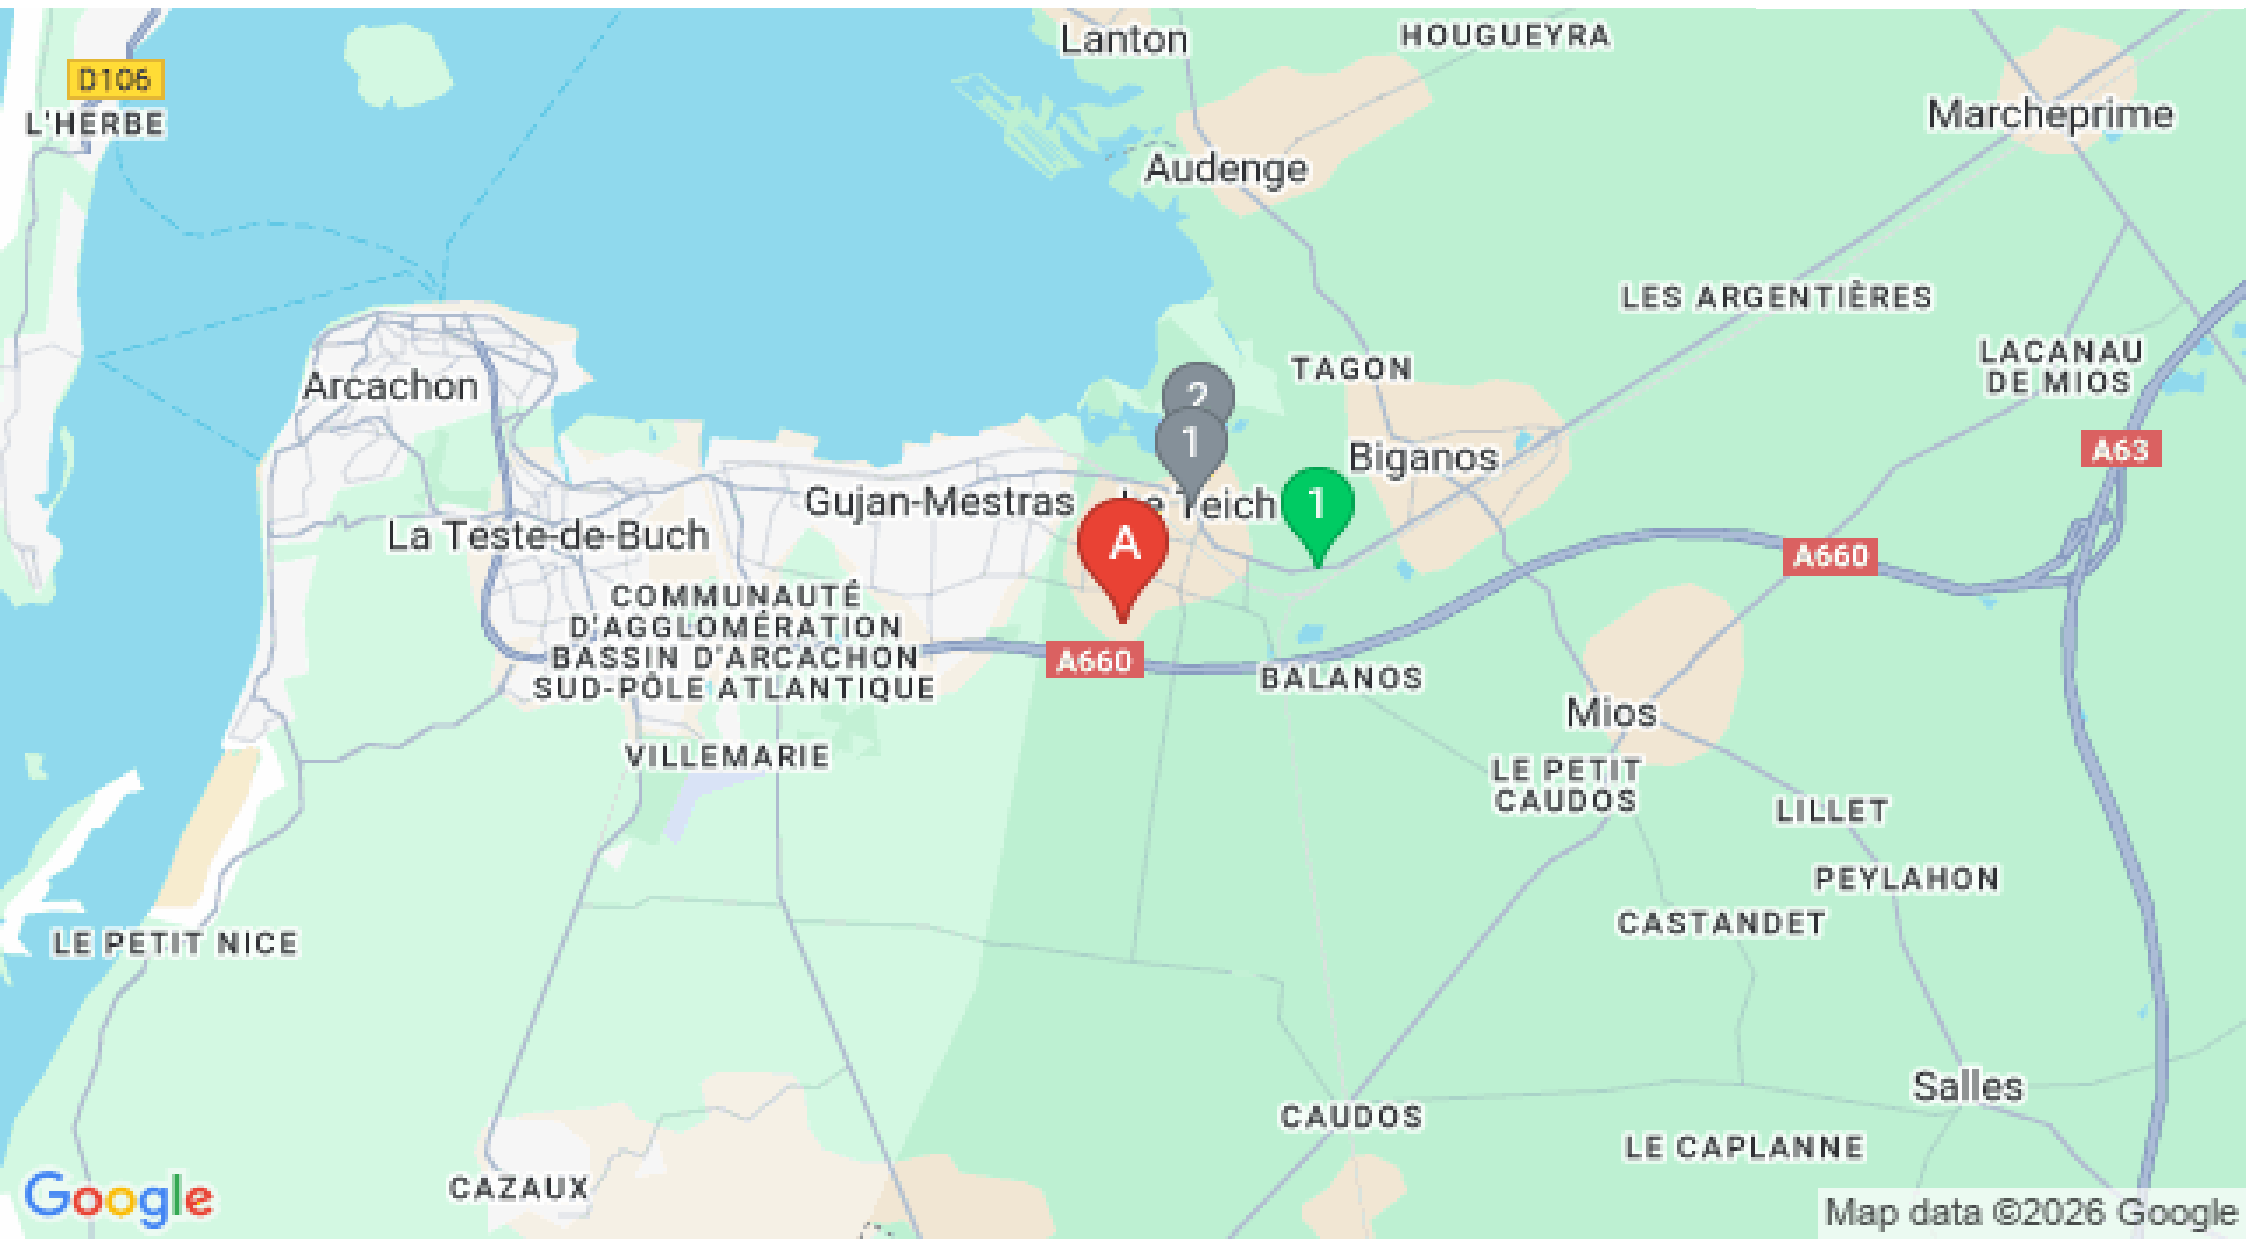 Lanton
HOUGUEYRA
D106
L'HERBE
Marcheprime
Audenge
LES ARGENTIÈRES
LACANAU
DE MIOS
TAGON
Arcachon
2
1
Biganos
A63
Gujan-Mestras
Le Teich
1
La Teste-de-Buch
A
A660
COMMUNAUTÉ
D'AGGLOMÉRATION
BASSIN D'ARCACHON
SUD-PÔLE ATLANTIQUE
A660
BALANOS
Mios
VILLEMARIE
LE PETIT
CAUDOS
LILLET
PEYLAHON
CASTANDET
LE PETIT NICE
Salles
CAUDOS
LE CAPLANNE
CAZAUX
Google
Map data ©2026 Google